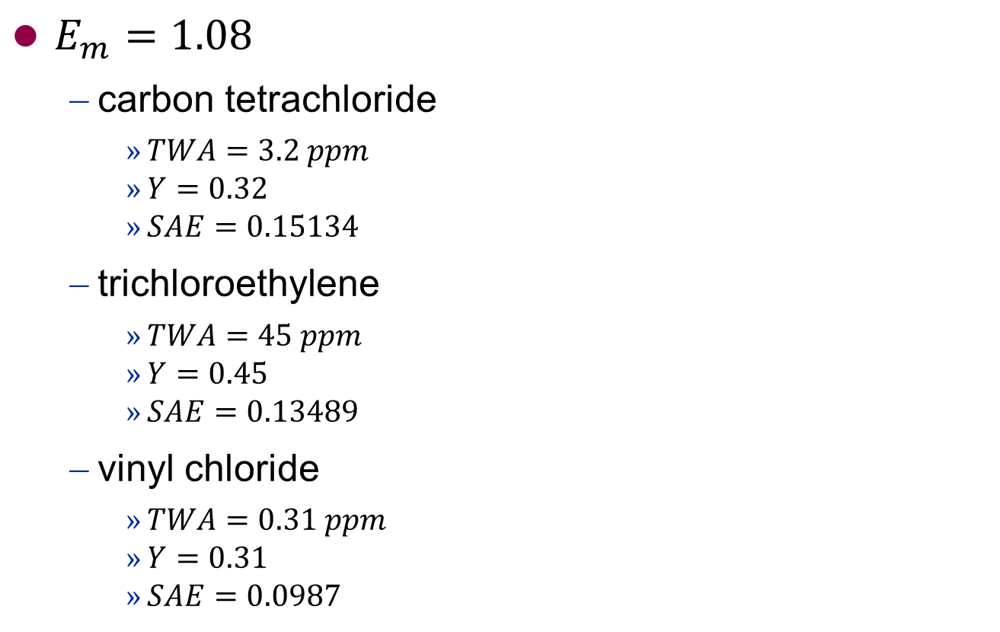 ● E_m = 1.08
– carbon tetrachloride
» TWA = 3.2 ppm
» Y = 0.32
» SAE = 0.15134
– trichloroethylene
» TWA = 45 ppm
» Y = 0.45
» SAE = 0.13489
– vinyl chloride
» TWA = 0.31 ppm
» Y = 0.31
» SAE = 0.0987